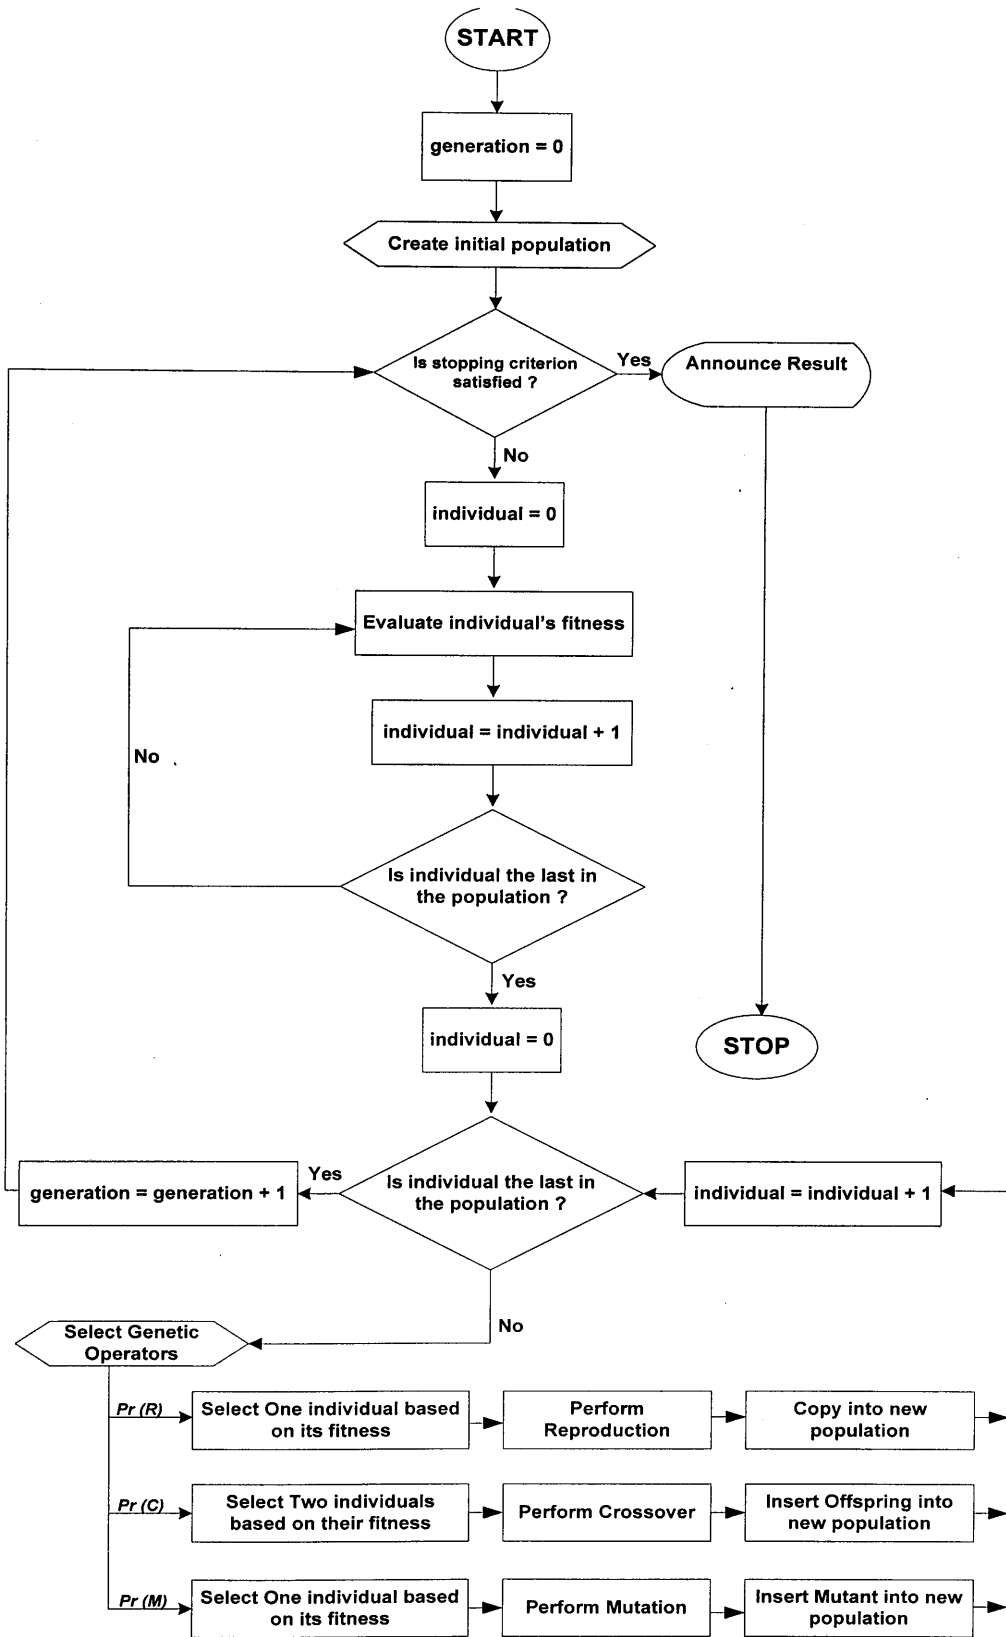 START
generation = 0
Create initial population
Is stopping criterion
satisfied ?
Yes
Announce Result
No
individual = 0
Evaluate individual's fitness
individual = individual + 1
No
Is individual the last in
the population ?
Yes
individual = 0
STOP
generation = generation + 1
Yes
Is individual the last in
the population ?
individual = individual + 1
No
Select Genetic
Operators
Pr (R)
Select One individual based
on its fitness
Perform
Reproduction
Copy into new
population
Pr (C)
Select Two individuals
based on their fitness
Perform Crossover
Insert Offspring into
new population
Pr (M)
Select One individual based
on its fitness
Perform Mutation
Insert Mutant into new
population